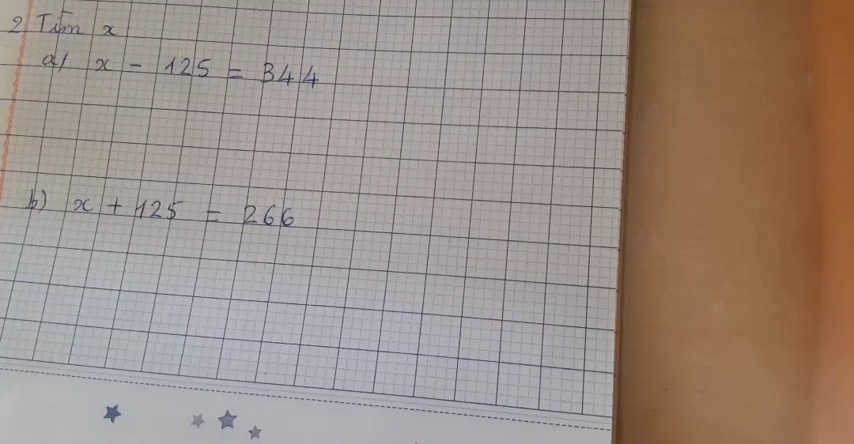 2 Tìm x
a) x - 125 = 344
b) x + 125 = 266